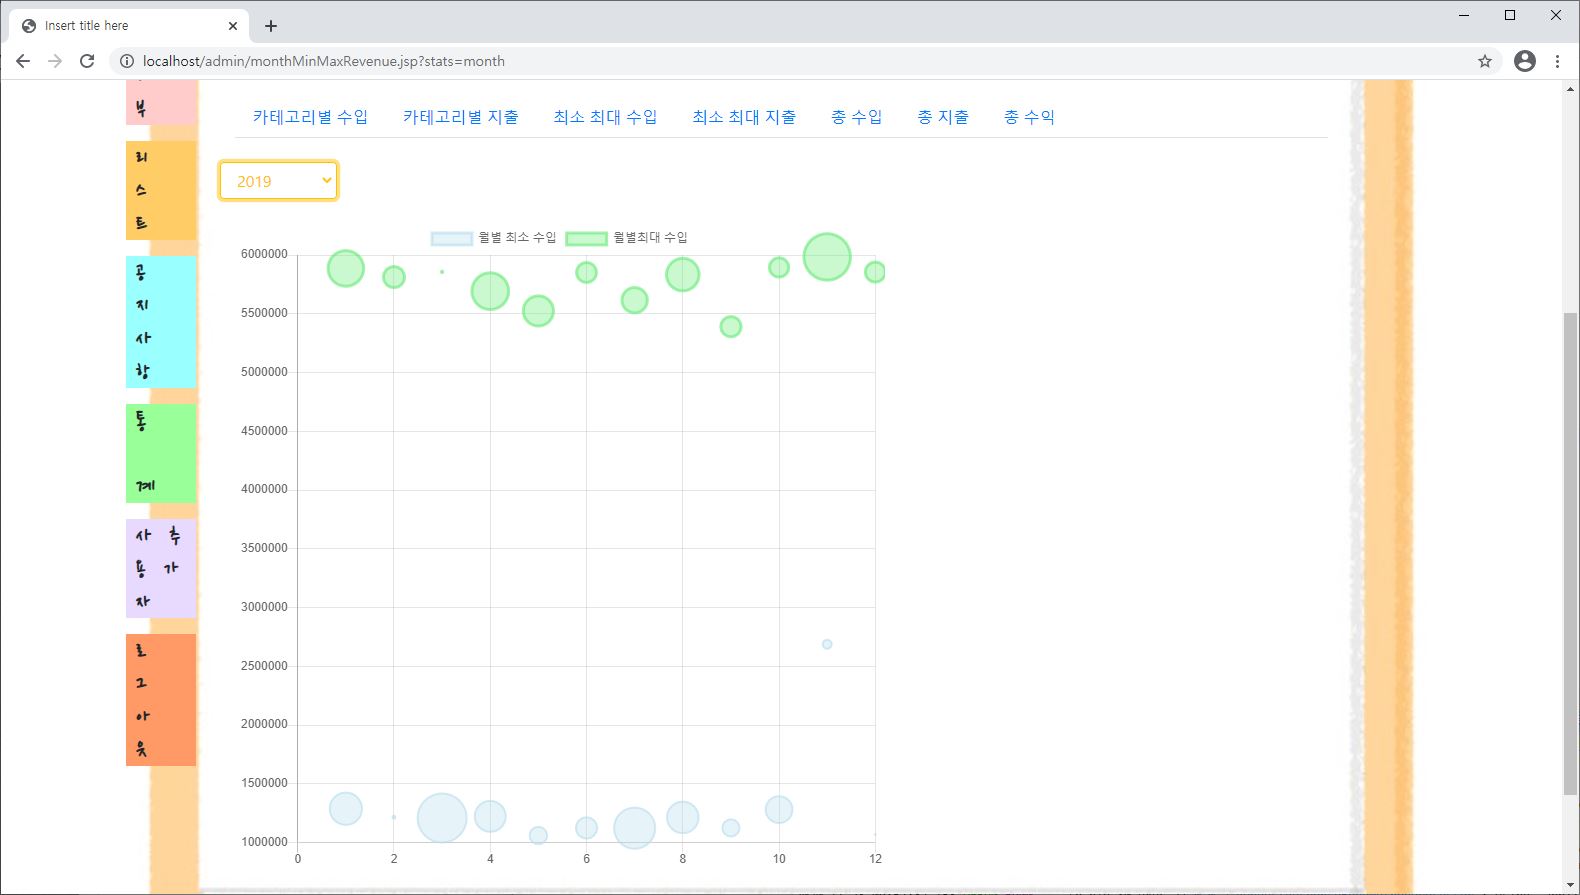 Insert title here
localhost/admin/monthMinMaxRevenue.jsp?stats=month
부
리
스
트
공
지
사
항
통
계
사 추
용 가
자
로
그
아
웃
카테고리별 수입 카테고리별 지출 최소 최대 수입 최소 최대 지출 총 수입 총 지출 총 수익
2019
월별 최소 수입 월별최대 수입
6000000
5500000
5000000
4500000
4000000
3500000
3000000
2500000
2000000
1500000
1000000
0 2 4 6 8 10 12